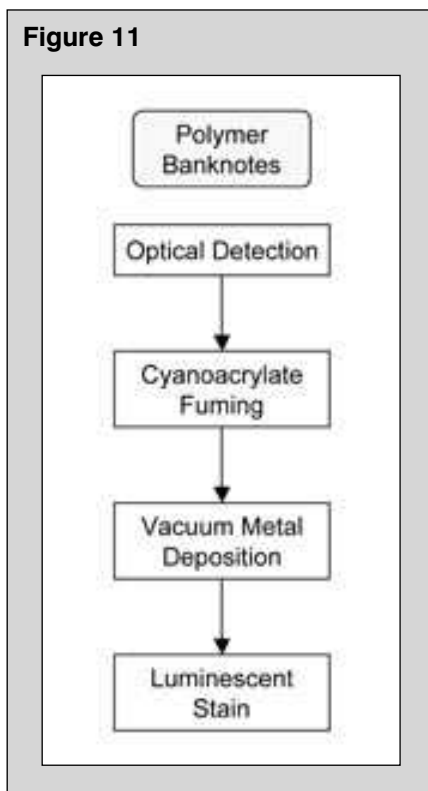 Figure 11
Polymer
Banknotes
Optical Detection
Cyanoacrylate
Fuming
Vacuum Metal
Deposition
Luminescent
Stain